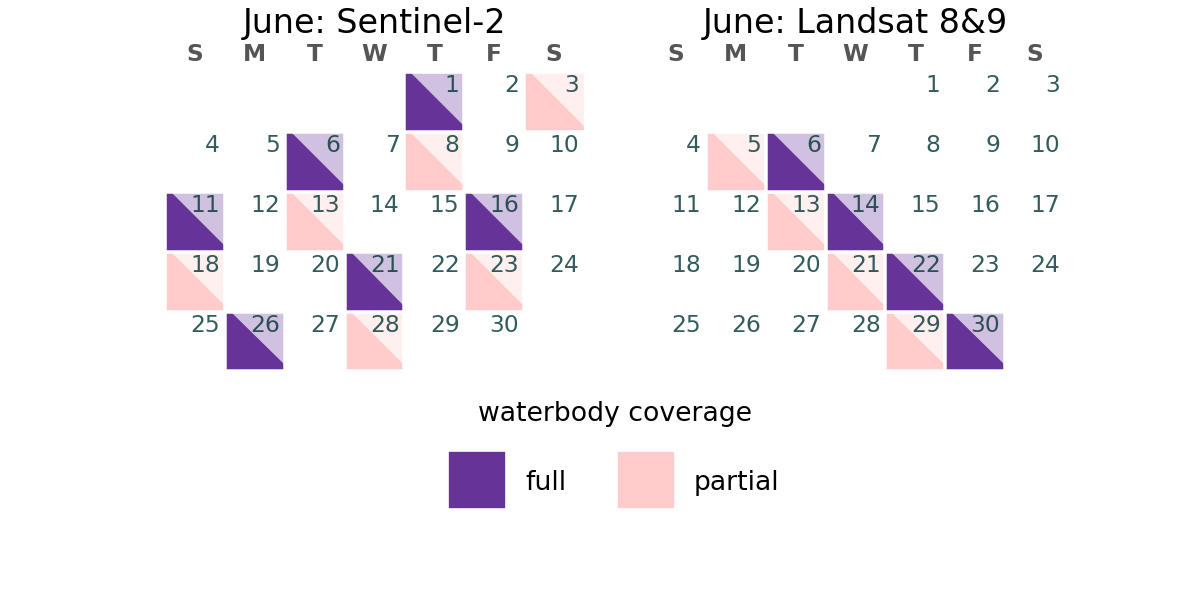 June: Sentinel-2
S M T W T F S
1 2 3
4 5 6 7 8 9 10
11 12 13 14 15 16 17
18 19 20 21 22 23 24
25 26 27 28 29 30
June: Landsat 8&9
S M T W T F S
1 2 3
4 5 6 7 8 9 10
11 12 13 14 15 16 17
18 19 20 21 22 23 24
25 26 27 28 29 30
waterbody coverage
full partial